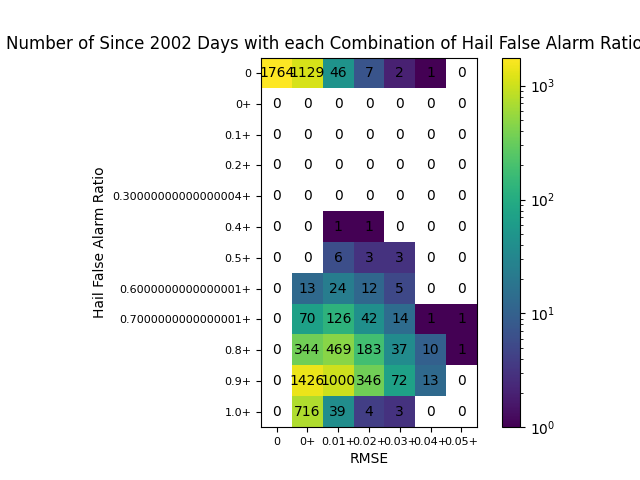 Number of Since 2002 Days with each Combination of Hail False Alarm Ratio
0 1764 1129 46 7 2 1 0
0+ 0 0 0 0 0 0 0
0.1+ 0 0 0 0 0 0 0
0.2+ 0 0 0 0 0 0 0
0.30000000000000004+ 0 0 0 0 0 0 0
0.4+ 0 0 1 1 0 0 0
0.5+ 0 0 6 3 3 0 0
0.6000000000000001+ 0 13 24 12 5 0 0
0.7000000000000001+ 0 70 126 42 14 1 1
0.8+ 0 344 469 183 37 10 1
0.9+ 0 1426 1000 346 72 13 0
1.0+ 0 716 39 4 3 0 0
0 0+ 0.01+ 0.02+ 0.03+ 0.04+ 0.05+
RMSE
Hail False Alarm Ratio
10³
10²
10¹
10⁰